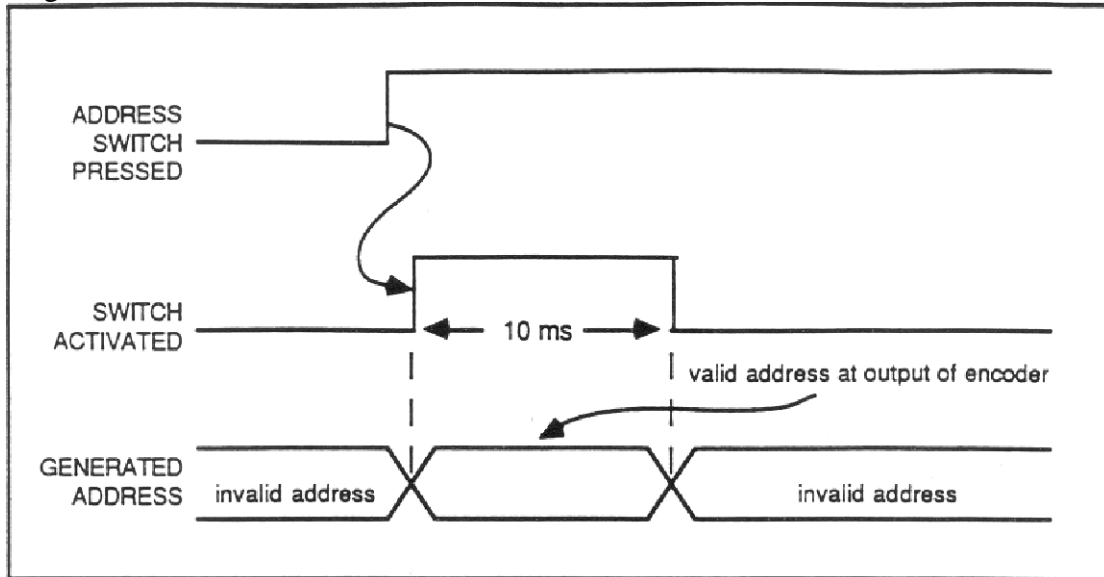 ADDRESS
SWITCH
PRESSED
SWITCH
ACTIVATED
10 ms
valid address at output of encoder
GENERATED
ADDRESS
invalid address
invalid address